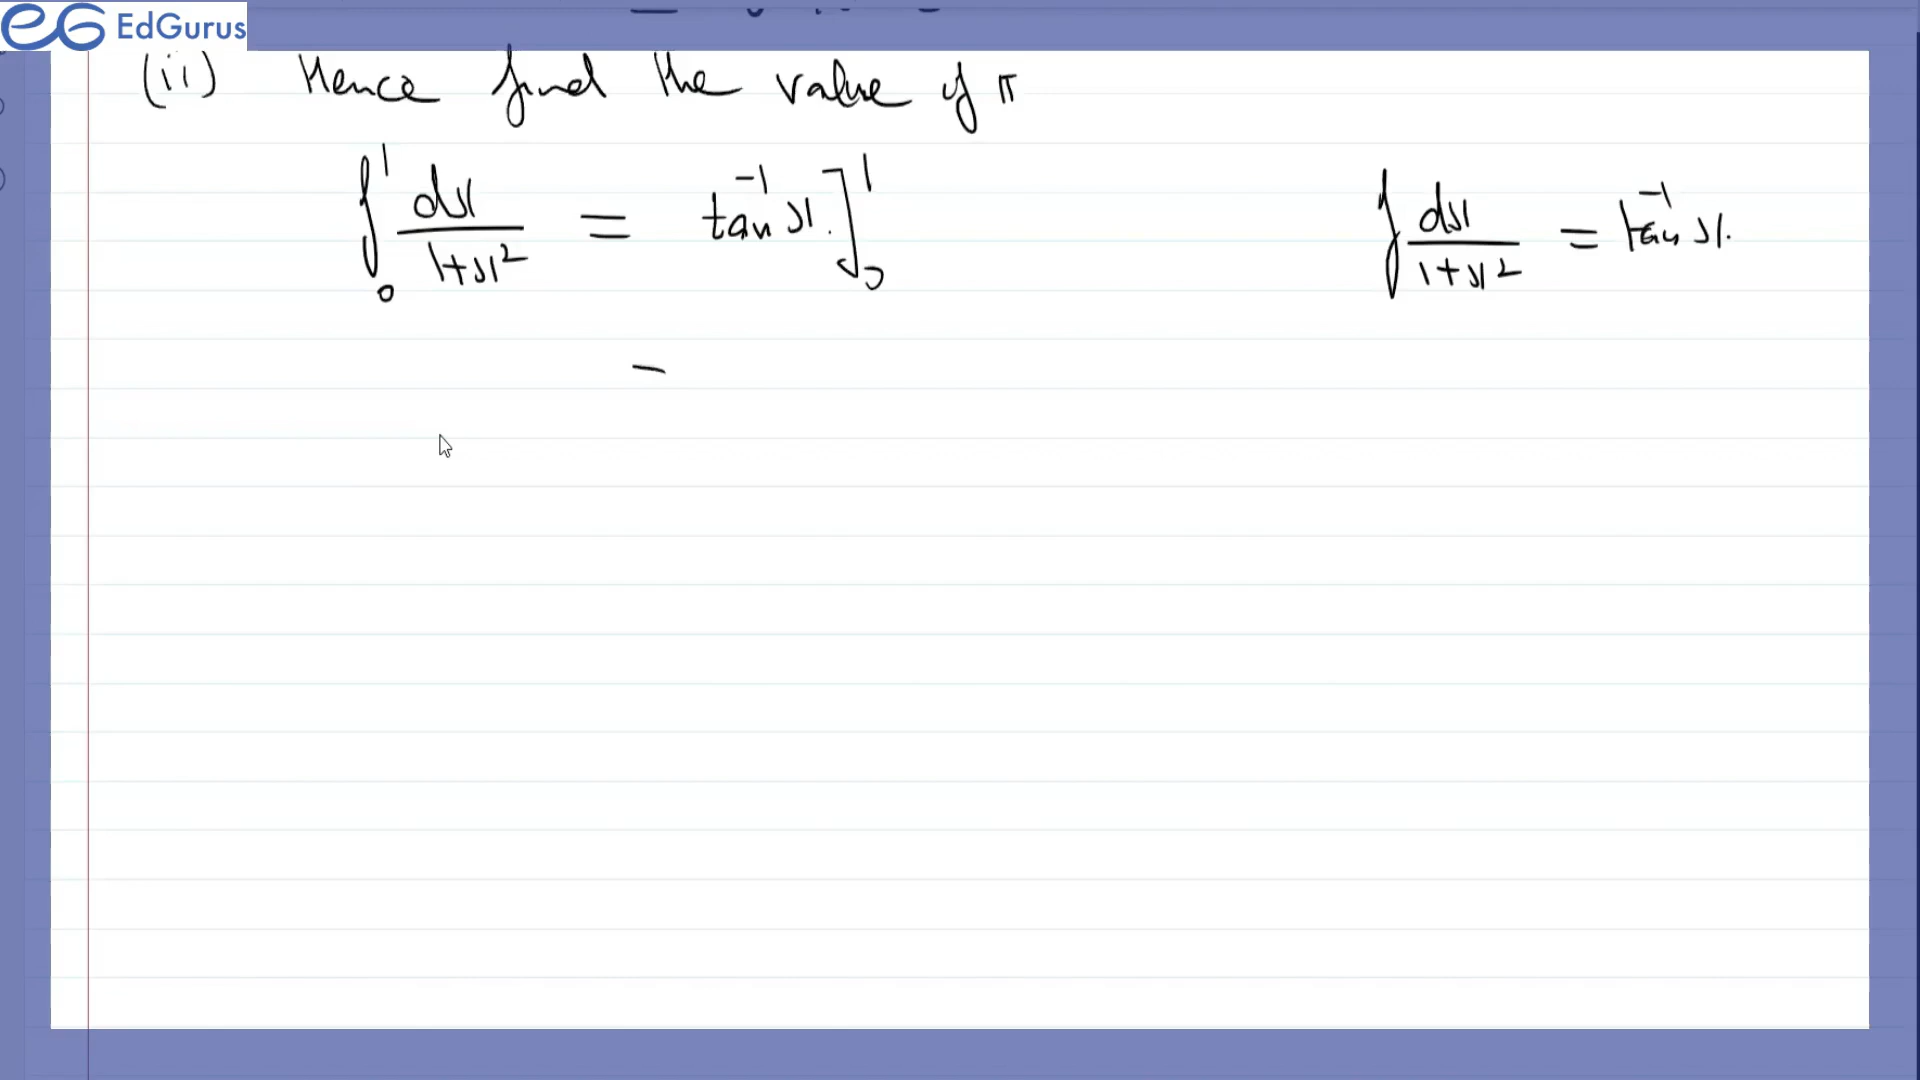 EdGurus
(ii) Hence find the value of π
∫₀¹ dx/(1+x²) = tan⁻¹x.]₀¹ ∫ dx/(1+x²) = tan⁻¹x.